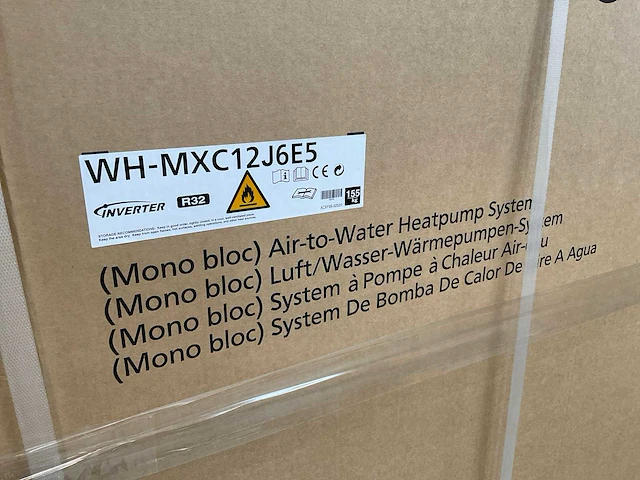 WH-MXC12J6E5
INVERTER R32
155 kg
(Mono bloc) Air-to-Water Heatpump System
(Mono bloc) Luft/Wasser-Wärmepumpen-System
(Mono bloc) System à Pompe à Chaleur Air-
(Mono bloc) System De Bomba De Calor De Aire A Agua